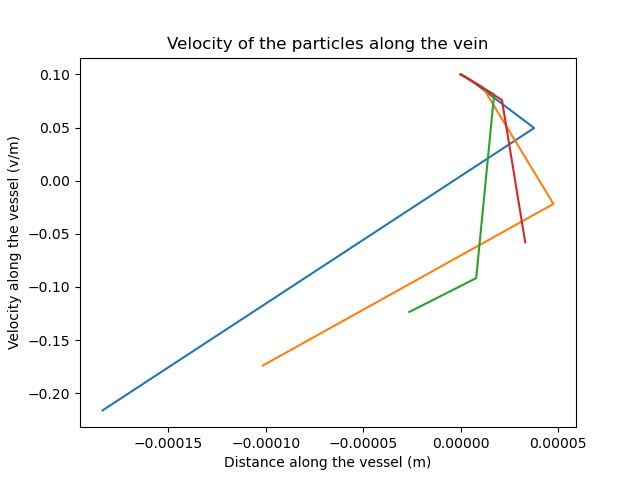 Velocity of the particles along the vein
0.10
0.05
0.00
−0.05
−0.10
−0.15
−0.20
Velocity along the vessel (v/m)
−0.00015 −0.00010 −0.00005 0.00000 0.00005
Distance along the vessel (m)